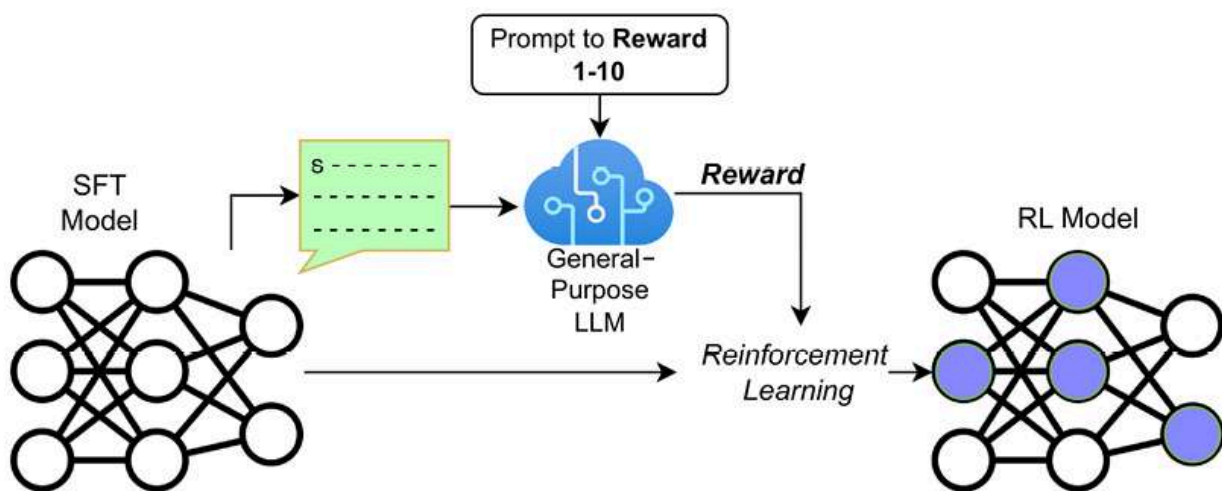 Prompt to Reward
1-10
S
SFT
Model
Reward
General-
Purpose
LLM
RL Model
Reinforcement
Learning